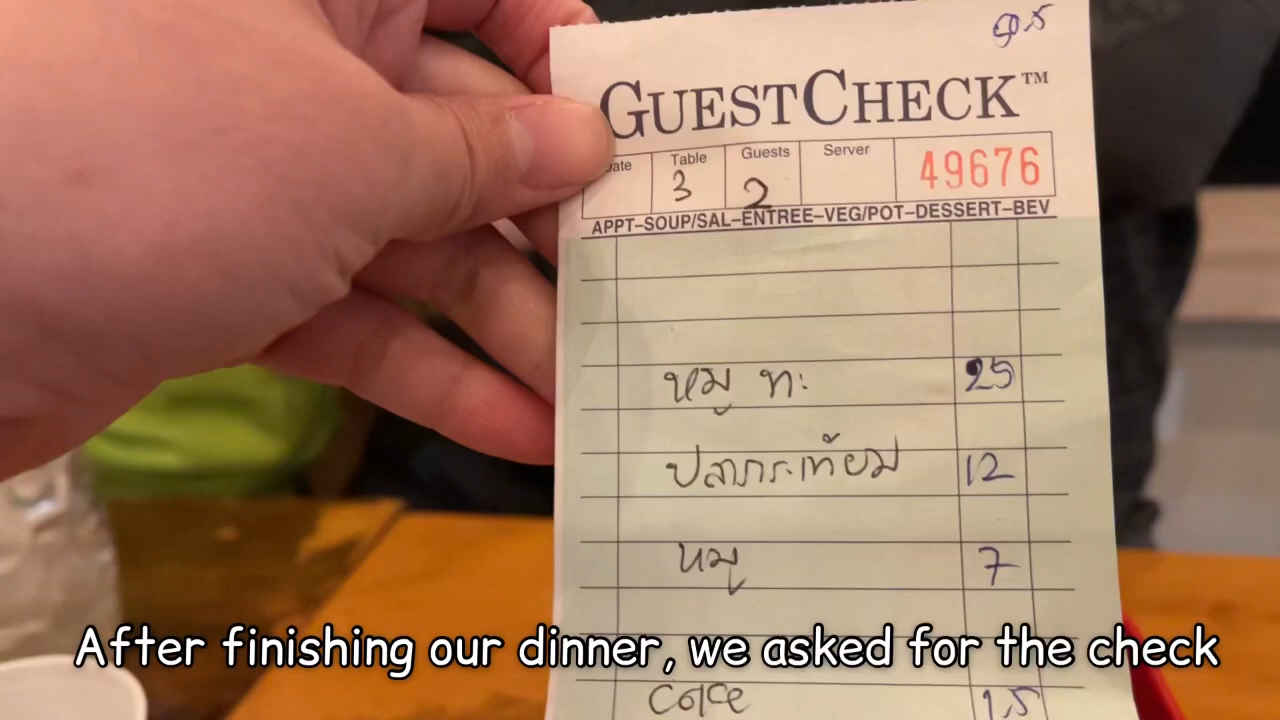 GUESTCHECK™
Date Table Guests Server
3 2 49676
APPT–SOUP/SAL–ENTREE–VEG/POT–DESSERT–BEV
หมู ทะ 25
ปลากระเทียม 12
หมู 7
After finishing our dinner, we asked for the check
Coke 1.5